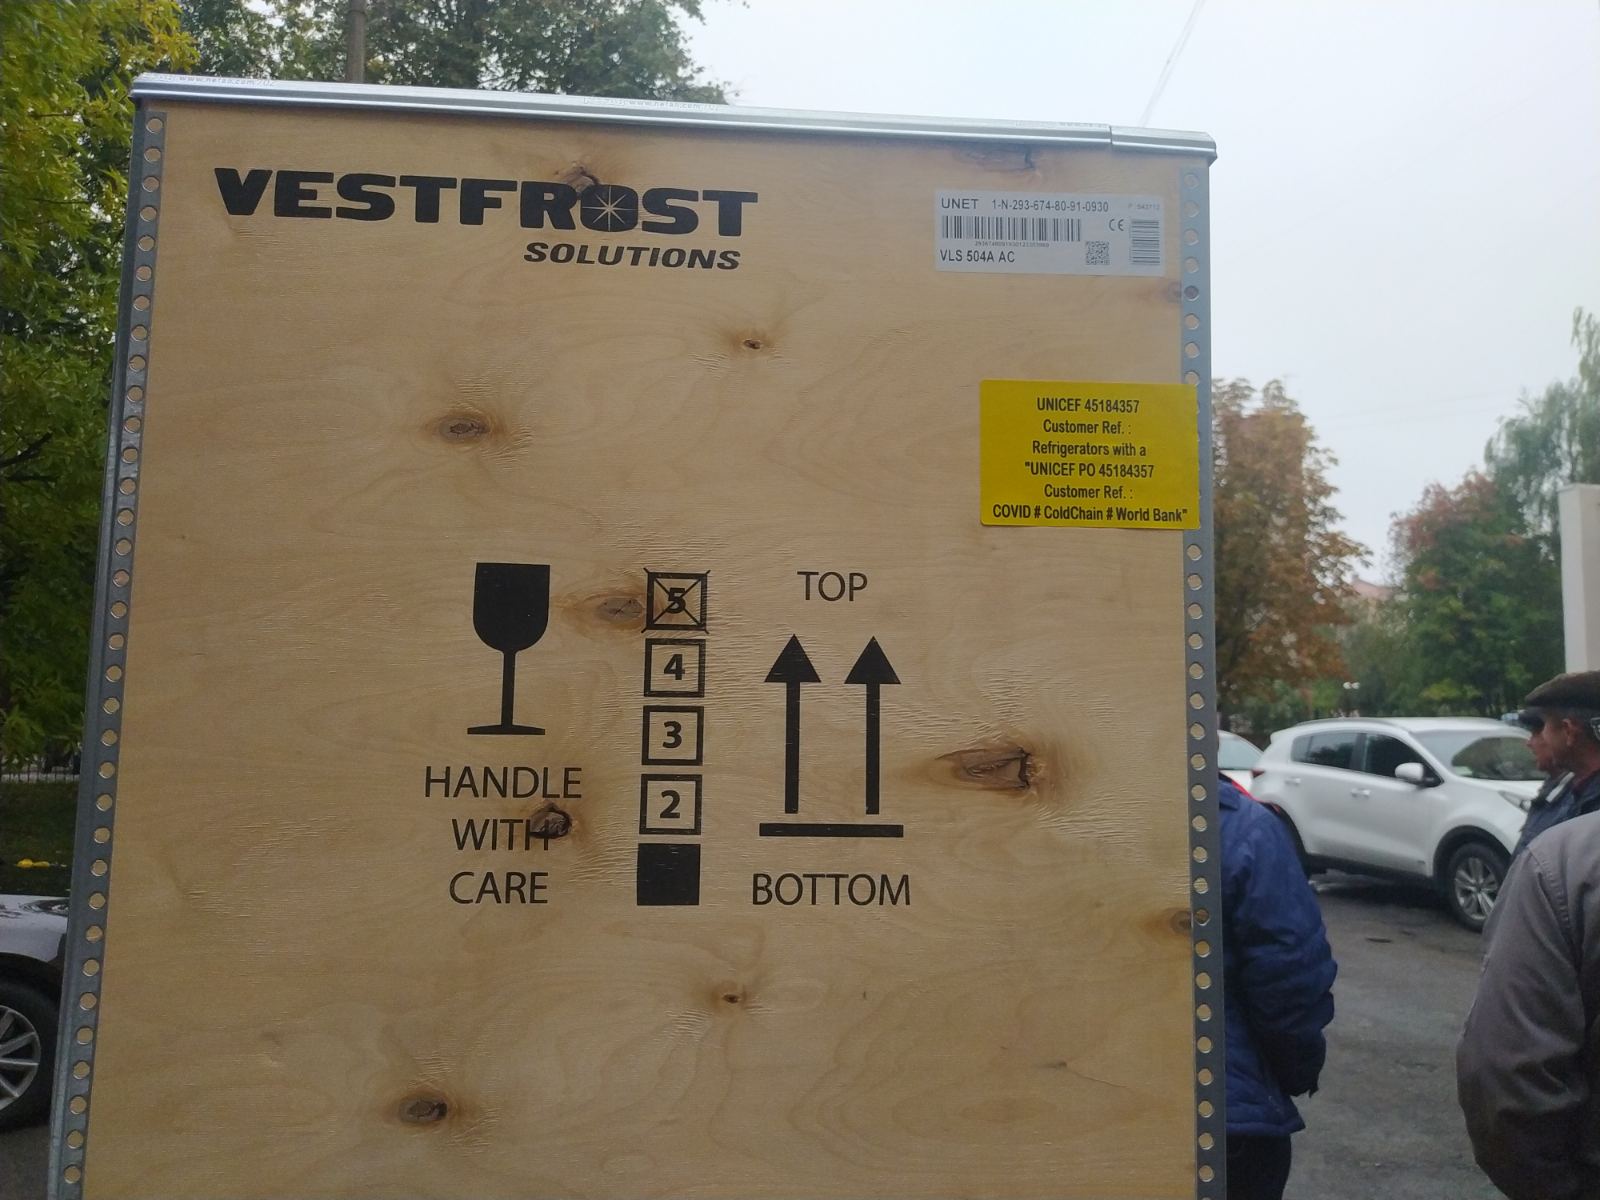 VESTFROST
SOLUTIONS
UNET 1-N-293-674-80-91-0930
VLS 504A AC
UNICEF 45184357
Customer Ref. :
Refrigerators with a
"UNICEF PO 45184357
Customer Ref. :
COVID # ColdChain # World Bank"
5
4
3
2
HANDLE
WITH
CARE
TOP
BOTTOM